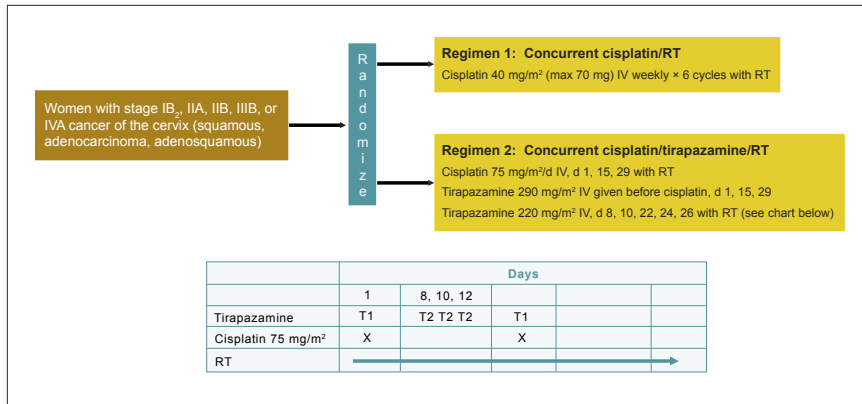 Women with stage IB₂, IIA, IIB, IIIB, or
IVA cancer of the cervix (squamous,
adenocarcinoma, adenosquamous)
Randomize
Regimen 1: Concurrent cisplatin/RT
Cisplatin 40 mg/m² (max 70 mg) IV weekly × 6 cycles with RT
Regimen 2: Concurrent cisplatin/tirapazamine/RT
Cisplatin 75 mg/m²/d IV, d 1, 15, 29 with RT
Tirapazamine 290 mg/m² IV given before cisplatin, d 1, 15, 29
Tirapazamine 220 mg/m² IV, d 8, 10, 22, 24, 26 with RT (see chart below)
Days
1 8, 10, 12
Tirapazamine T1 T2 T2 T2 T1
Cisplatin 75 mg/m² X X
RT